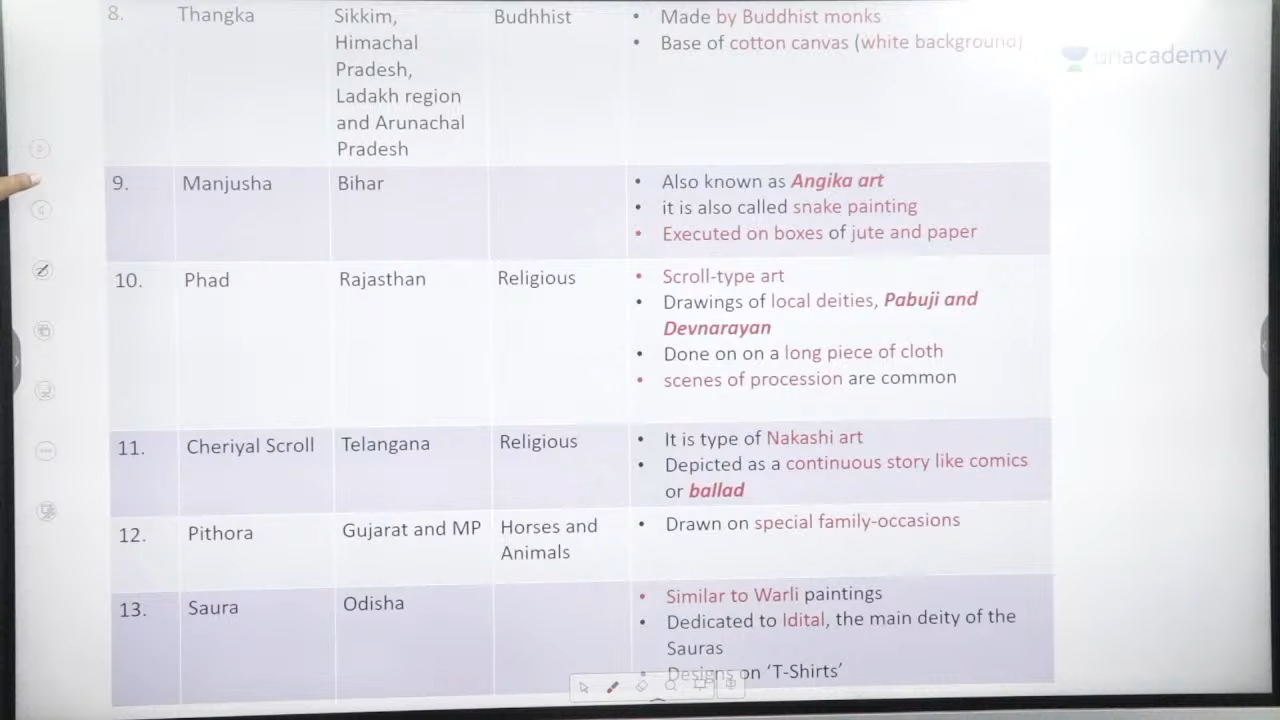 8. Thangka Sikkim, Budhhist • Made by Buddhist monks
Himachal • Base of cotton canvas (white background)
unacademy
Pradesh,
Ladakh region
and Arunachal
Pradesh
9. Manjusha Bihar • Also known as Angika art
• it is also called snake painting
• Executed on boxes of jute and paper
10. Phad Rajasthan Religious • Scroll-type art
• Drawings of local deities, Pabuji and
Devnarayan
• Done on on a long piece of cloth
• scenes of procession are common
11. Cheriyal Scroll Telangana Religious • It is type of Nakashi art
• Depicted as a continuous story like comics
or ballad
12. Pithora Gujarat and MP Horses and • Drawn on special family-occasions
Animals
13. Saura Odisha • Similar to Warli paintings
• Dedicated to Idital, the main deity of the
Sauras
• Designs on ‘T-Shirts’